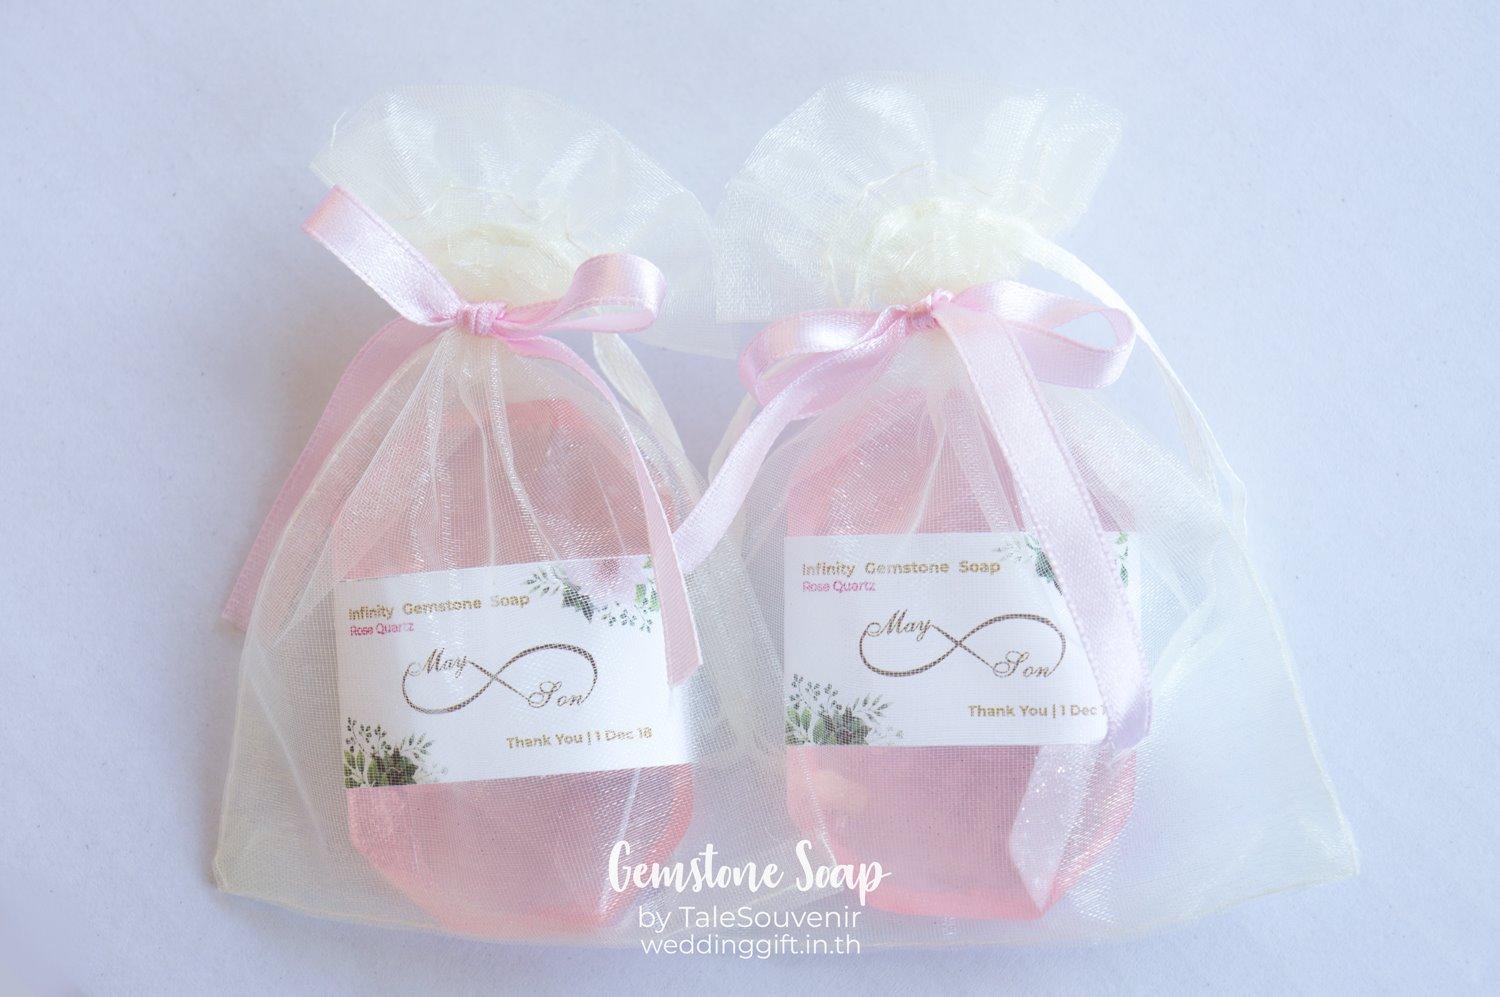 Infinity Gemstone Soap
Rose Quartz
May
Son
Thank You | 1 Dec 18
Infinity Gemstone Soap
Rose Quartz
May
Son
Thank You | 1 Dec 1
Gemstone Soap
by TaleSouvenir
weddinggift.in.th